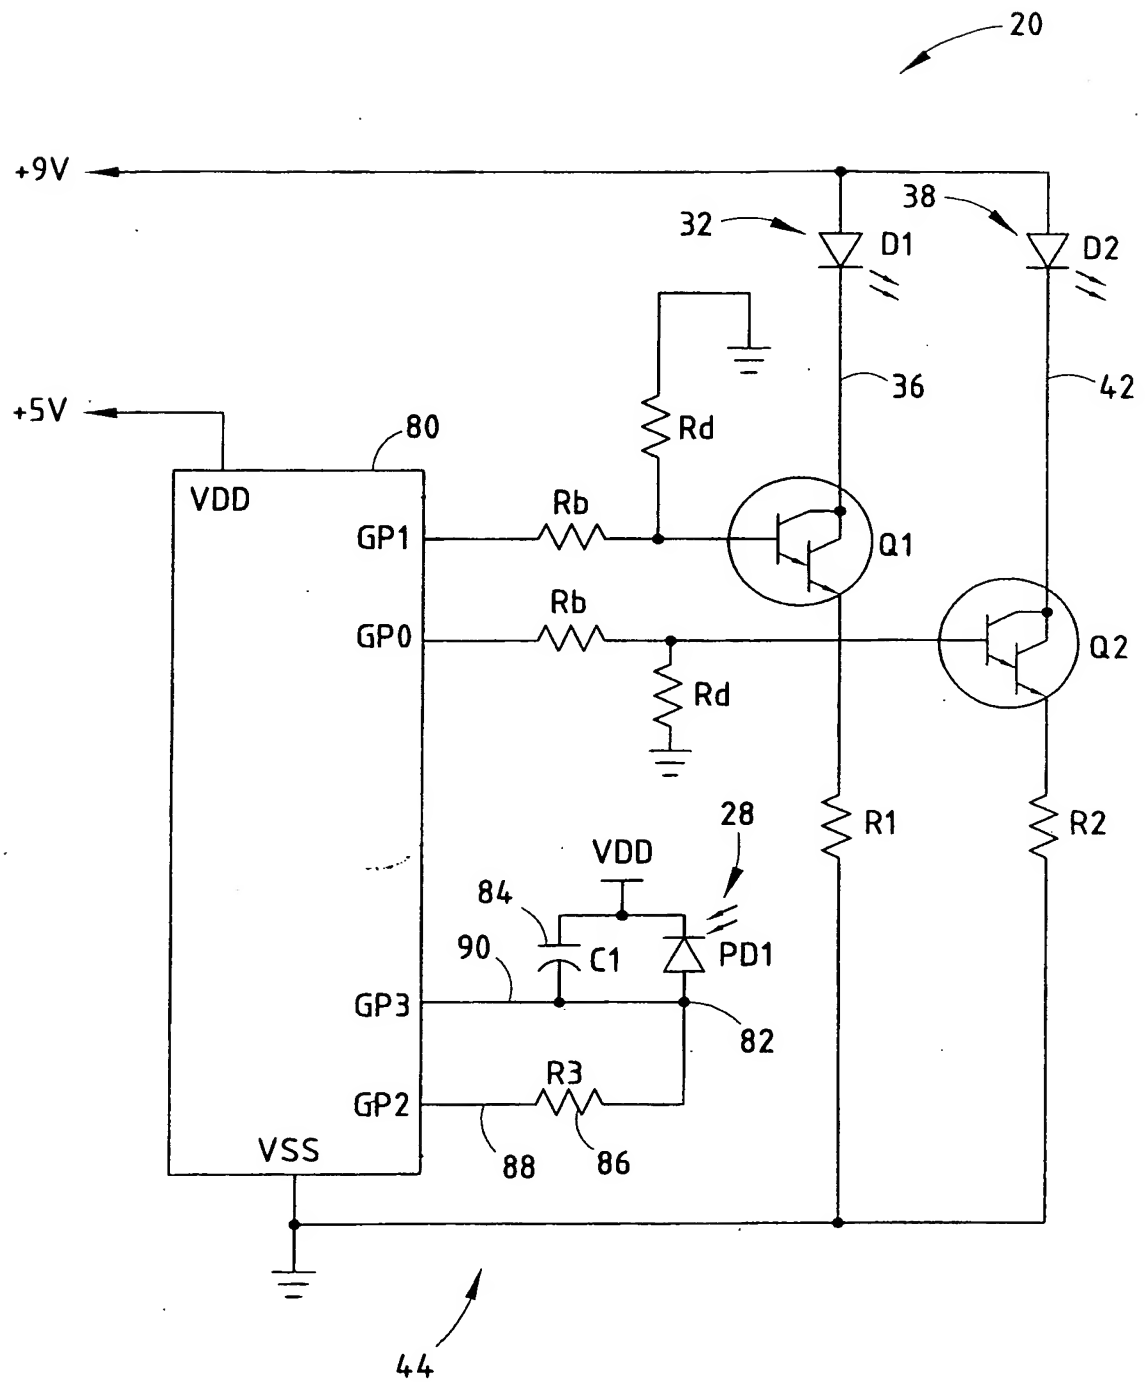 20
+9V
32
D1
38
D2
36
42
+5V
80
Rd
VDD
Rb
GP1
Q1
Rb
GP0
Q2
Rd
28
R1
R2
VDD
84
90
C1
PD1
GP3
82
R3
GP2
VSS
88
86
44